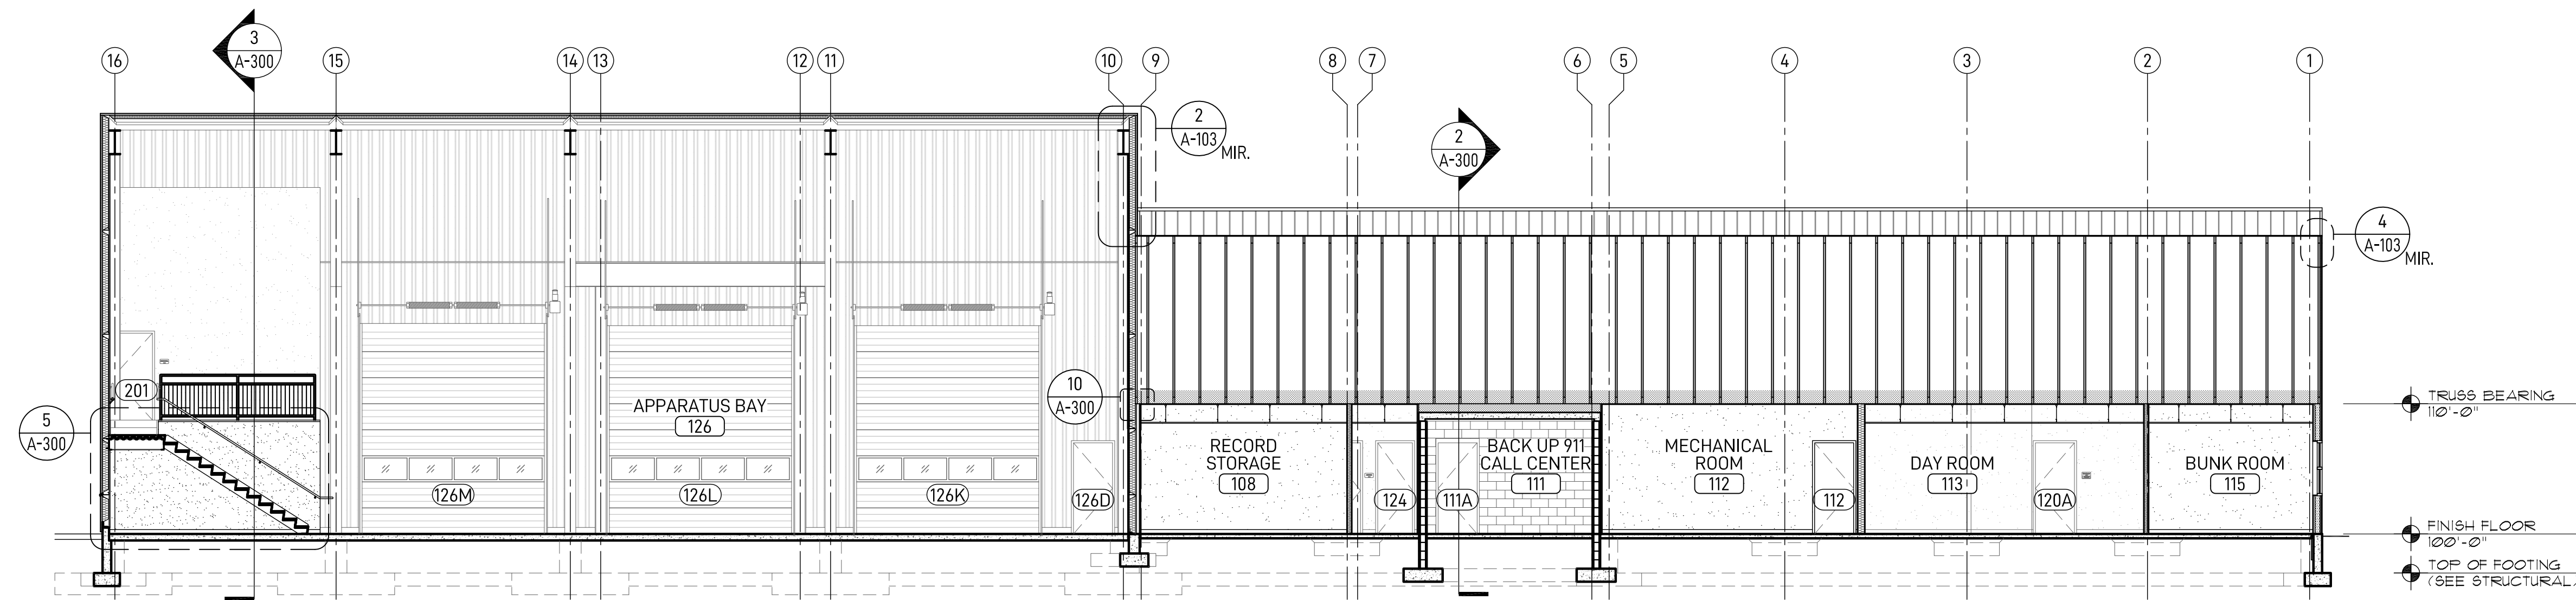 3
A-300
16
15
14
13
12
11
10
9
8
7
6
5
4
3
2
1
2
A-103
MIR.
2
A-300
4
A-103
MIR.
201
5
A-300
10
A-300
APPARATUS BAY
126
126M
126L
126K
126D
RECORD
STORAGE
108
124
111A
BACK UP 911
CALL CENTER
111
MECHANICAL
ROOM
112
112
DAY ROOM
113
120A
BUNK ROOM
115
TRUSS BEARING
110'-0"
FINISH FLOOR
100'-0"
TOP OF FOOTING
(SEE STRUCTURAL)